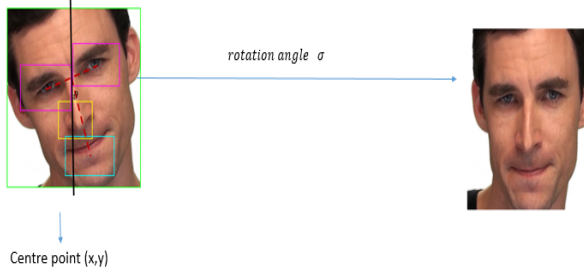 rotation angle σ
Centre point (x,y)